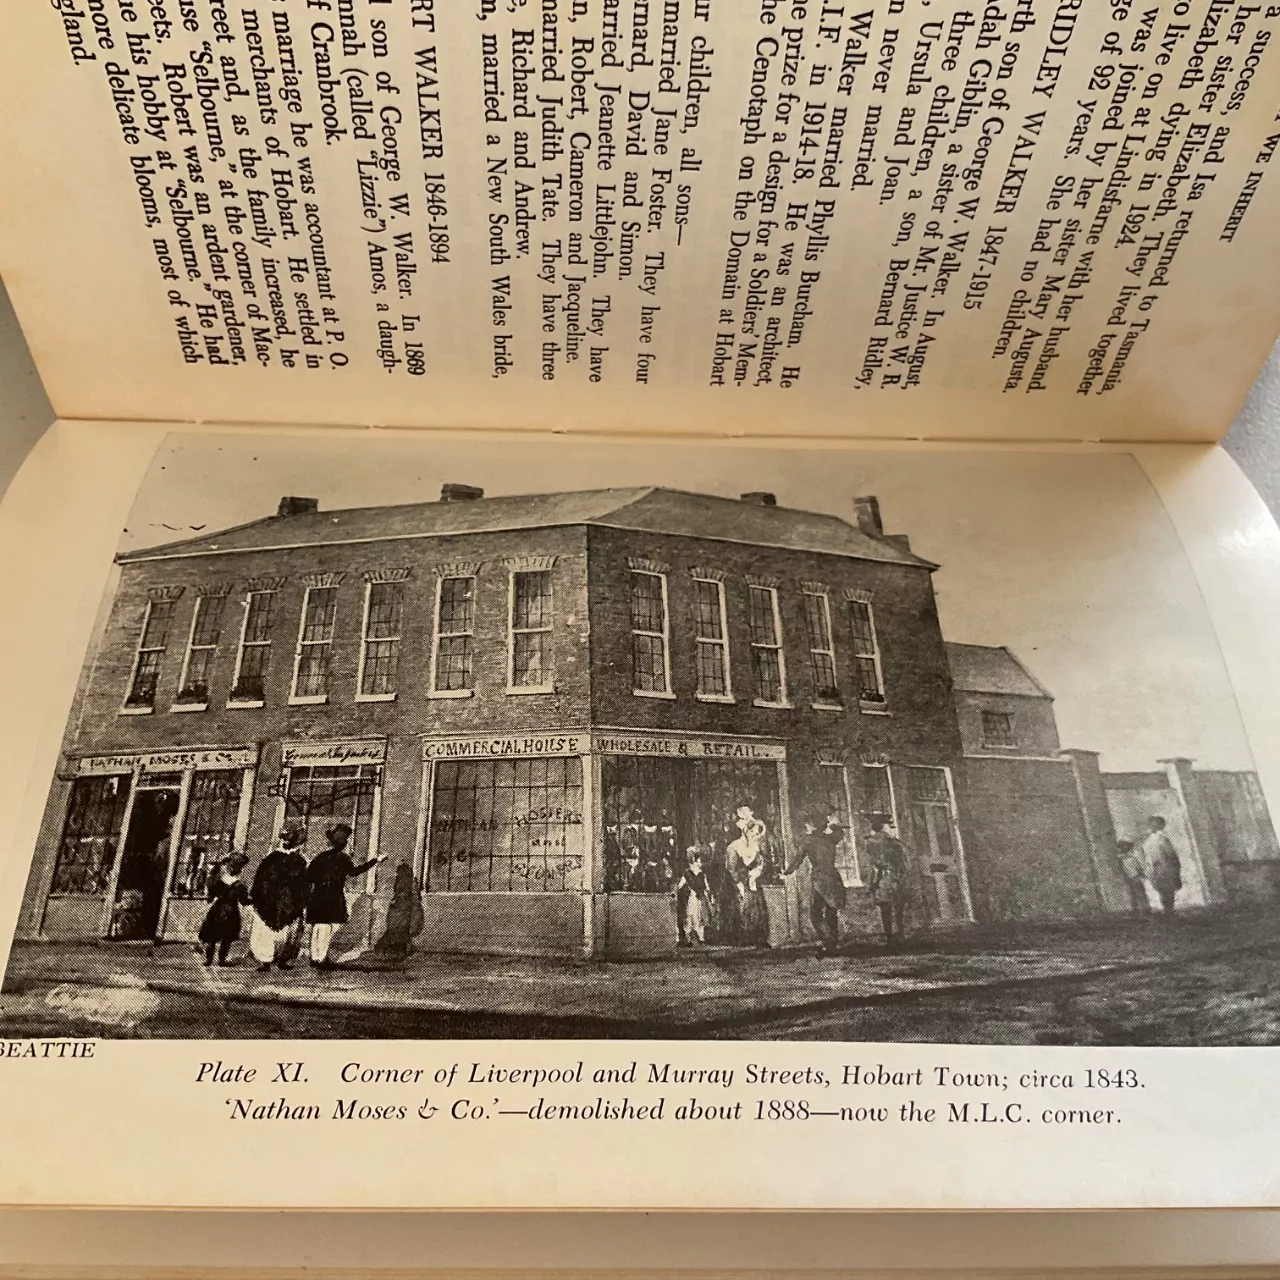 WE INHERIT
a success, and Isa returned to Tasmania,
her sister Elizabeth. They lived together
lizabeth dying in 1924,
to live on at Lindisfarne with her husband.
was joined by her sister Mary Augusta.
ge of 92 years. She had no children.
RIDLEY WALKER 1847-1915
rth son of George W. Walker. In August,
dah Giblin, a sister of Mr. Justice W. R.
three children, a son, Bernard Ridley,
, Ursula and Joan.
n never married.
Walker married Phyllis Burcham. He
.I.F. in 1914-18. He was an architect,
he prize for a design for a Soldiers' Mem-
he Cenotaph on the Domain at Hobart
ur children, all sons—
married Jane Foster. They have four
ernard, David and Simon.
arried Jeanette Littlejohn. They have
n, Robert, Cameron and Jacqueline.
married Judith Tate. They have three
e, Richard and Andrew.
n, married a New South Wales bride,
RT WALKER 1846-1894
l son of George W. Walker. In 1869
nnah (called "Lizzie") Amos, a daugh-
f Cranbrook.
s marriage he was accountant at P. O.
merchants of Hobart. He settled in
reet and, as the family increased, he
use "Selbourne," at the corner of Mac-
eets. Robert was an ardent gardener,
ue his hobby at "Selbourne." He had
more delicate blooms, most of which
gland.
NATHAN MOSES & Co.
COMMERCIAL HOUSE
WHOLESALE & RETAIL
NATHAN
HOSIERS
and
& Co
BEATTIE
Plate XI. Corner of Liverpool and Murray Streets, Hobart Town; circa 1843.
'Nathan Moses & Co.'—demolished about 1888—now the M.L.C. corner.